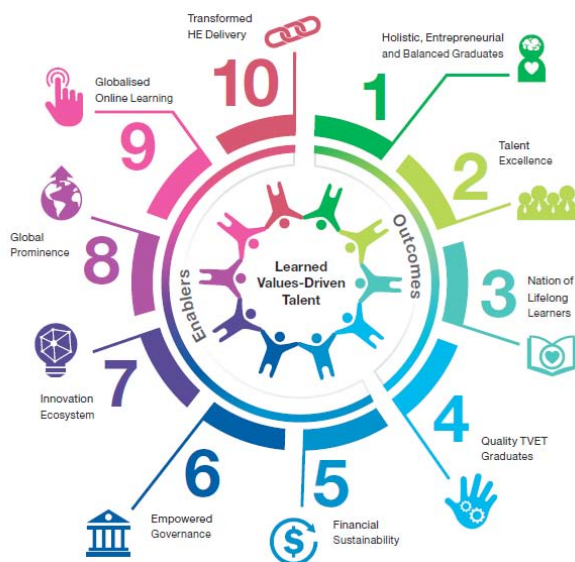 1
Holistic, Entrepreneurial
and Balanced Graduates
2
Talent
Excellence
3
Nation of
Lifelong
Learners
4
Quality TVET
Graduates
5
Financial
Sustainability
$
6
Empowered
Governance
7
Innovation
Ecosystem
8
Global
Prominence
9
Globalised
Online Learning
10
Transformed
HE Delivery
Enablers
Outcomes
Learned
Values-Driven
Talent